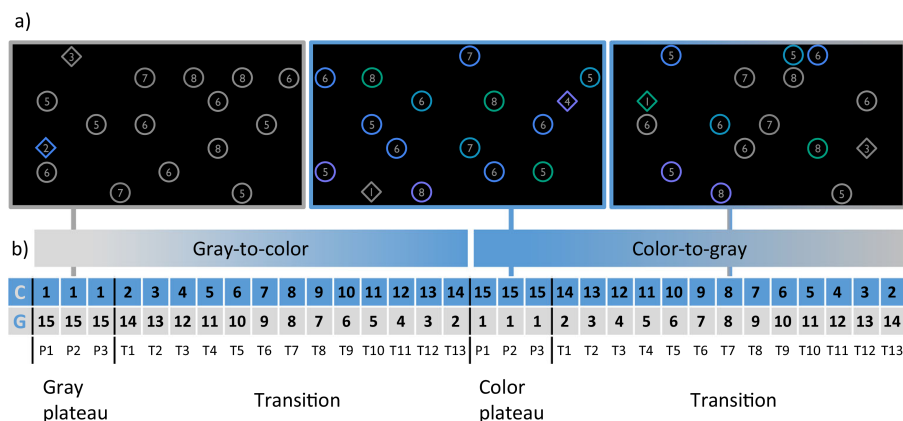 a)
3 7 5 5 6
7 8 8 6 6 8 5 7 8
5 6 6 8 4 1 6
5 6 5 5 6 6 6 7
2 8 6 7 6 8 3
6 6 5 6 5 5
7 5 1 8 8 5
b) Gray-to-color Color-to-gray
C 1 1 1 2 3 4 5 6 7 8 9 10 11 12 13 14 15 15 15 14 13 12 11 10 9 8 7 6 5 4 3 2
G 15 15 15 14 13 12 11 10 9 8 7 6 5 4 3 2 1 1 1 2 3 4 5 6 7 8 9 10 11 12 13 14
P1 P2 P3 T1 T2 T3 T4 T5 T6 T7 T8 T9 T10 T11 T12 T13 P1 P2 P3 T1 T2 T3 T4 T5 T6 T7 T8 T9 T10 T11 T12 T13
Gray plateau
Transition
Color plateau
Transition